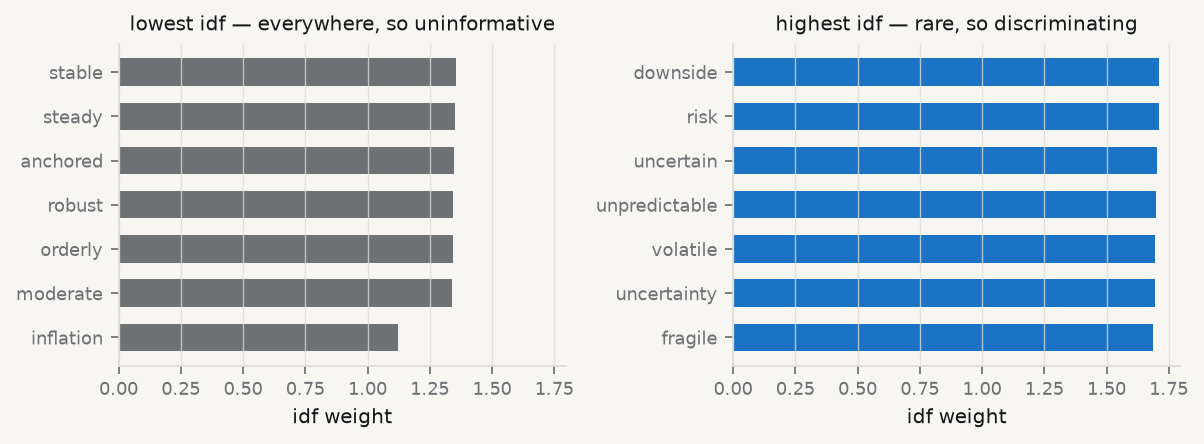 lowest idf — everywhere, so uninformative
stable
steady
anchored
robust
orderly
moderate
inflation
0.00 0.25 0.50 0.75 1.00 1.25 1.50 1.75
idf weight
highest idf — rare, so discriminating
downside
risk
uncertain
unpredictable
volatile
uncertainty
fragile
0.00 0.25 0.50 0.75 1.00 1.25 1.50 1.75
idf weight